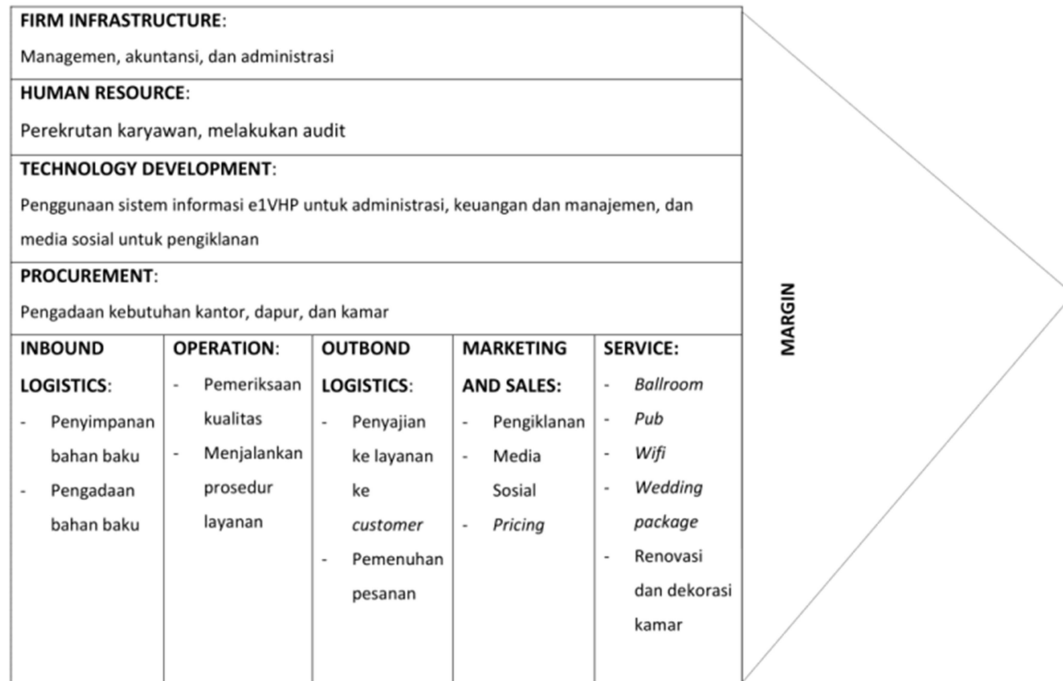 FIRM INFRASTRUCTURE:
Managemen, akuntansi, dan administrasi
HUMAN RESOURCE:
Perekrutan karyawan, melakukan audit
TECHNOLOGY DEVELOPMENT:
Penggunaan sistem informasi e1VHP untuk administrasi, keuangan dan manajemen, dan
media sosial untuk pengiklanan
PROCUREMENT:
Pengadaan kebutuhan kantor, dapur, dan kamar
INBOUND
LOGISTICS:
- Penyimpanan
bahan baku
- Pengadaan
bahan baku
OPERATION:
- Pemeriksaan
kualitas
- Menjalankan
prosedur
layanan
OUTBOND
LOGISTICS:
- Penyajian
ke layanan
ke
customer
- Pemenuhan
pesanan
MARKETING
AND SALES:
- Pengiklanan
- Media
Sosial
- Pricing
SERVICE:
- Ballroom
- Pub
- Wifi
- Wedding
package
- Renovasi
dan dekorasi
kamar
MARGIN